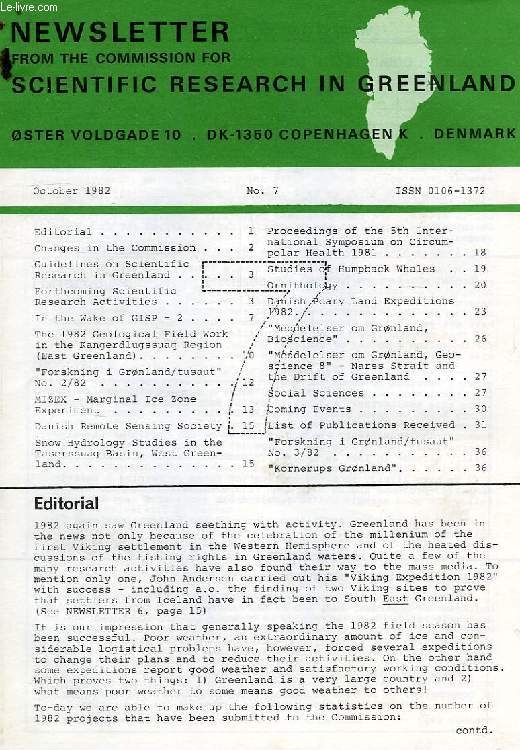 Le-livre.com
NEWSLETTER
FROM THE COMMISSION FOR
SCIENTIFIC RESEARCH IN GREENLAND
ØSTER VOLDGADE 10 . DK-1350 COPENHAGEN K . DENMARK
October 1982 No. 7 ISSN 0106-1372
Editorial . . . . . . . . . . . . 1
Changes in the Commission . . . 2
Guidelines on Scientific
Research in Greenland . . . . . 3
Forthcoming Scientific
Research Activities . . . . . . 3
In the Wake of GISP - 2 . . . . 7
The 1982 Geological Field Work
in the Kangerdlugssuaq Region
(East Greenland). . . . . . . . 10
"Forskning i Grønland/tusaut"
No. 2/82 . . . . . . . . . . . 12
MIZEX - Marginal Ice Zone
Experiment. . . . . . . . . . . 13
Danish Remote Sensing Society . 15
Snow Hydrology Studies in the
Taserssuaq Basin, West Green-
land. . . . . . . . . . . . . . 15
Proceedings of the 5th Inter-
national Symposium on Circum-
polar Health 1981 . . . . . . . 18
Studies of Humpback Whales . . 19
Ornithology . . . . . . . . . . 20
Danish Peary Land Expeditions
1982. . . . . . . . . . . . . . 23
"Meddelelser om Grønland,
Bioscience" . . . . . . . . . . 26
"Meddelelser om Grønland, Geo-
science 8" - Nares Strait and
the Drift of Greenland . . . . 27
Social Sciences . . . . . . . . 27
Coming Events . . . . . . . . . 30
List of Publications Received . 31
"Forskning i Grønland/tusaut"
No. 3/82 . . . . . . . . . . . 36
"Kornerups Grønland". . . . . . 36
Editorial
1982 again saw Greenland seething with activity. Greenland has been in
the news not only because of the celebration of the millenium of the
first Viking settlement in the Western Hemisphere and of the heated dis-
cussions of the fishing rights in Greenland waters. Quite a few of the
many research activities have also found their way to the mass media. To
mention only one, John Andersen carried out his "Viking Expedition 1982"
with success - including a.o. the finding of two Viking sites to prove
that settlers from Iceland have in fact been to South East Greenland.
(See NEWSLETTER 6, page 15)
It is our impression that generally speaking the 1982 field season has
been successful. Poor weather, an extraordinary amount of ice and con-
siderable logistical problems have, however, forced several expeditions
to change their plans and to reduce their activities. On the other hand
some expeditions report good weather and satisfactory working conditions.
Which proves two things: 1) Greenland is a very large country and 2)
what means poor weather to some means good weather to others!
To-day we are able to make up the following statistics on the number of
1982 projects that have been submitted to the Commission:
contd.